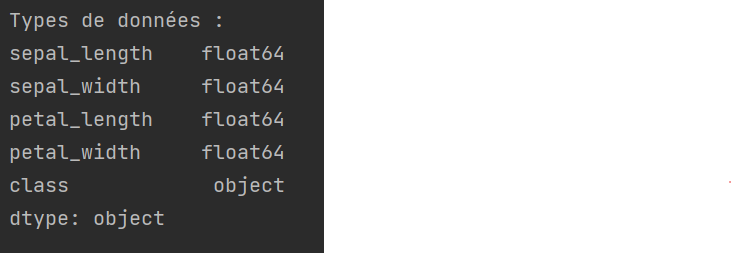 Types de données :
sepal_length    float64
sepal_width     float64
petal_length    float64
petal_width     float64
class            object
dtype: object